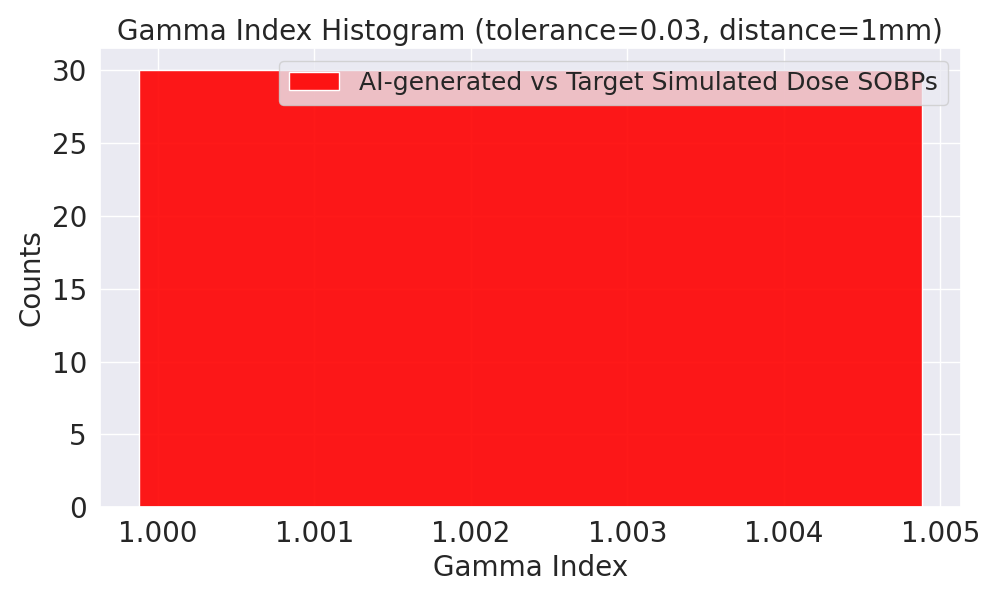 Gamma Index Histogram (tolerance=0.03, distance=1mm)
AI-generated vs Target Simulated Dose SOBPs
30
25
20
15
10
5
0
Counts
1.000 1.001 1.002 1.003 1.004 1.005
Gamma Index